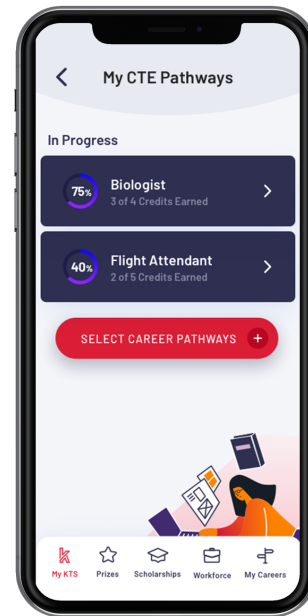 My CTE Pathways
In Progress
75%
Biologist
3 of 4 Credits Earned
40%
Flight Attendant
2 of 5 Credits Earned
SELECT CAREER PATHWAYS +
My KTS
Prizes
Scholarships
Workforce
My Careers